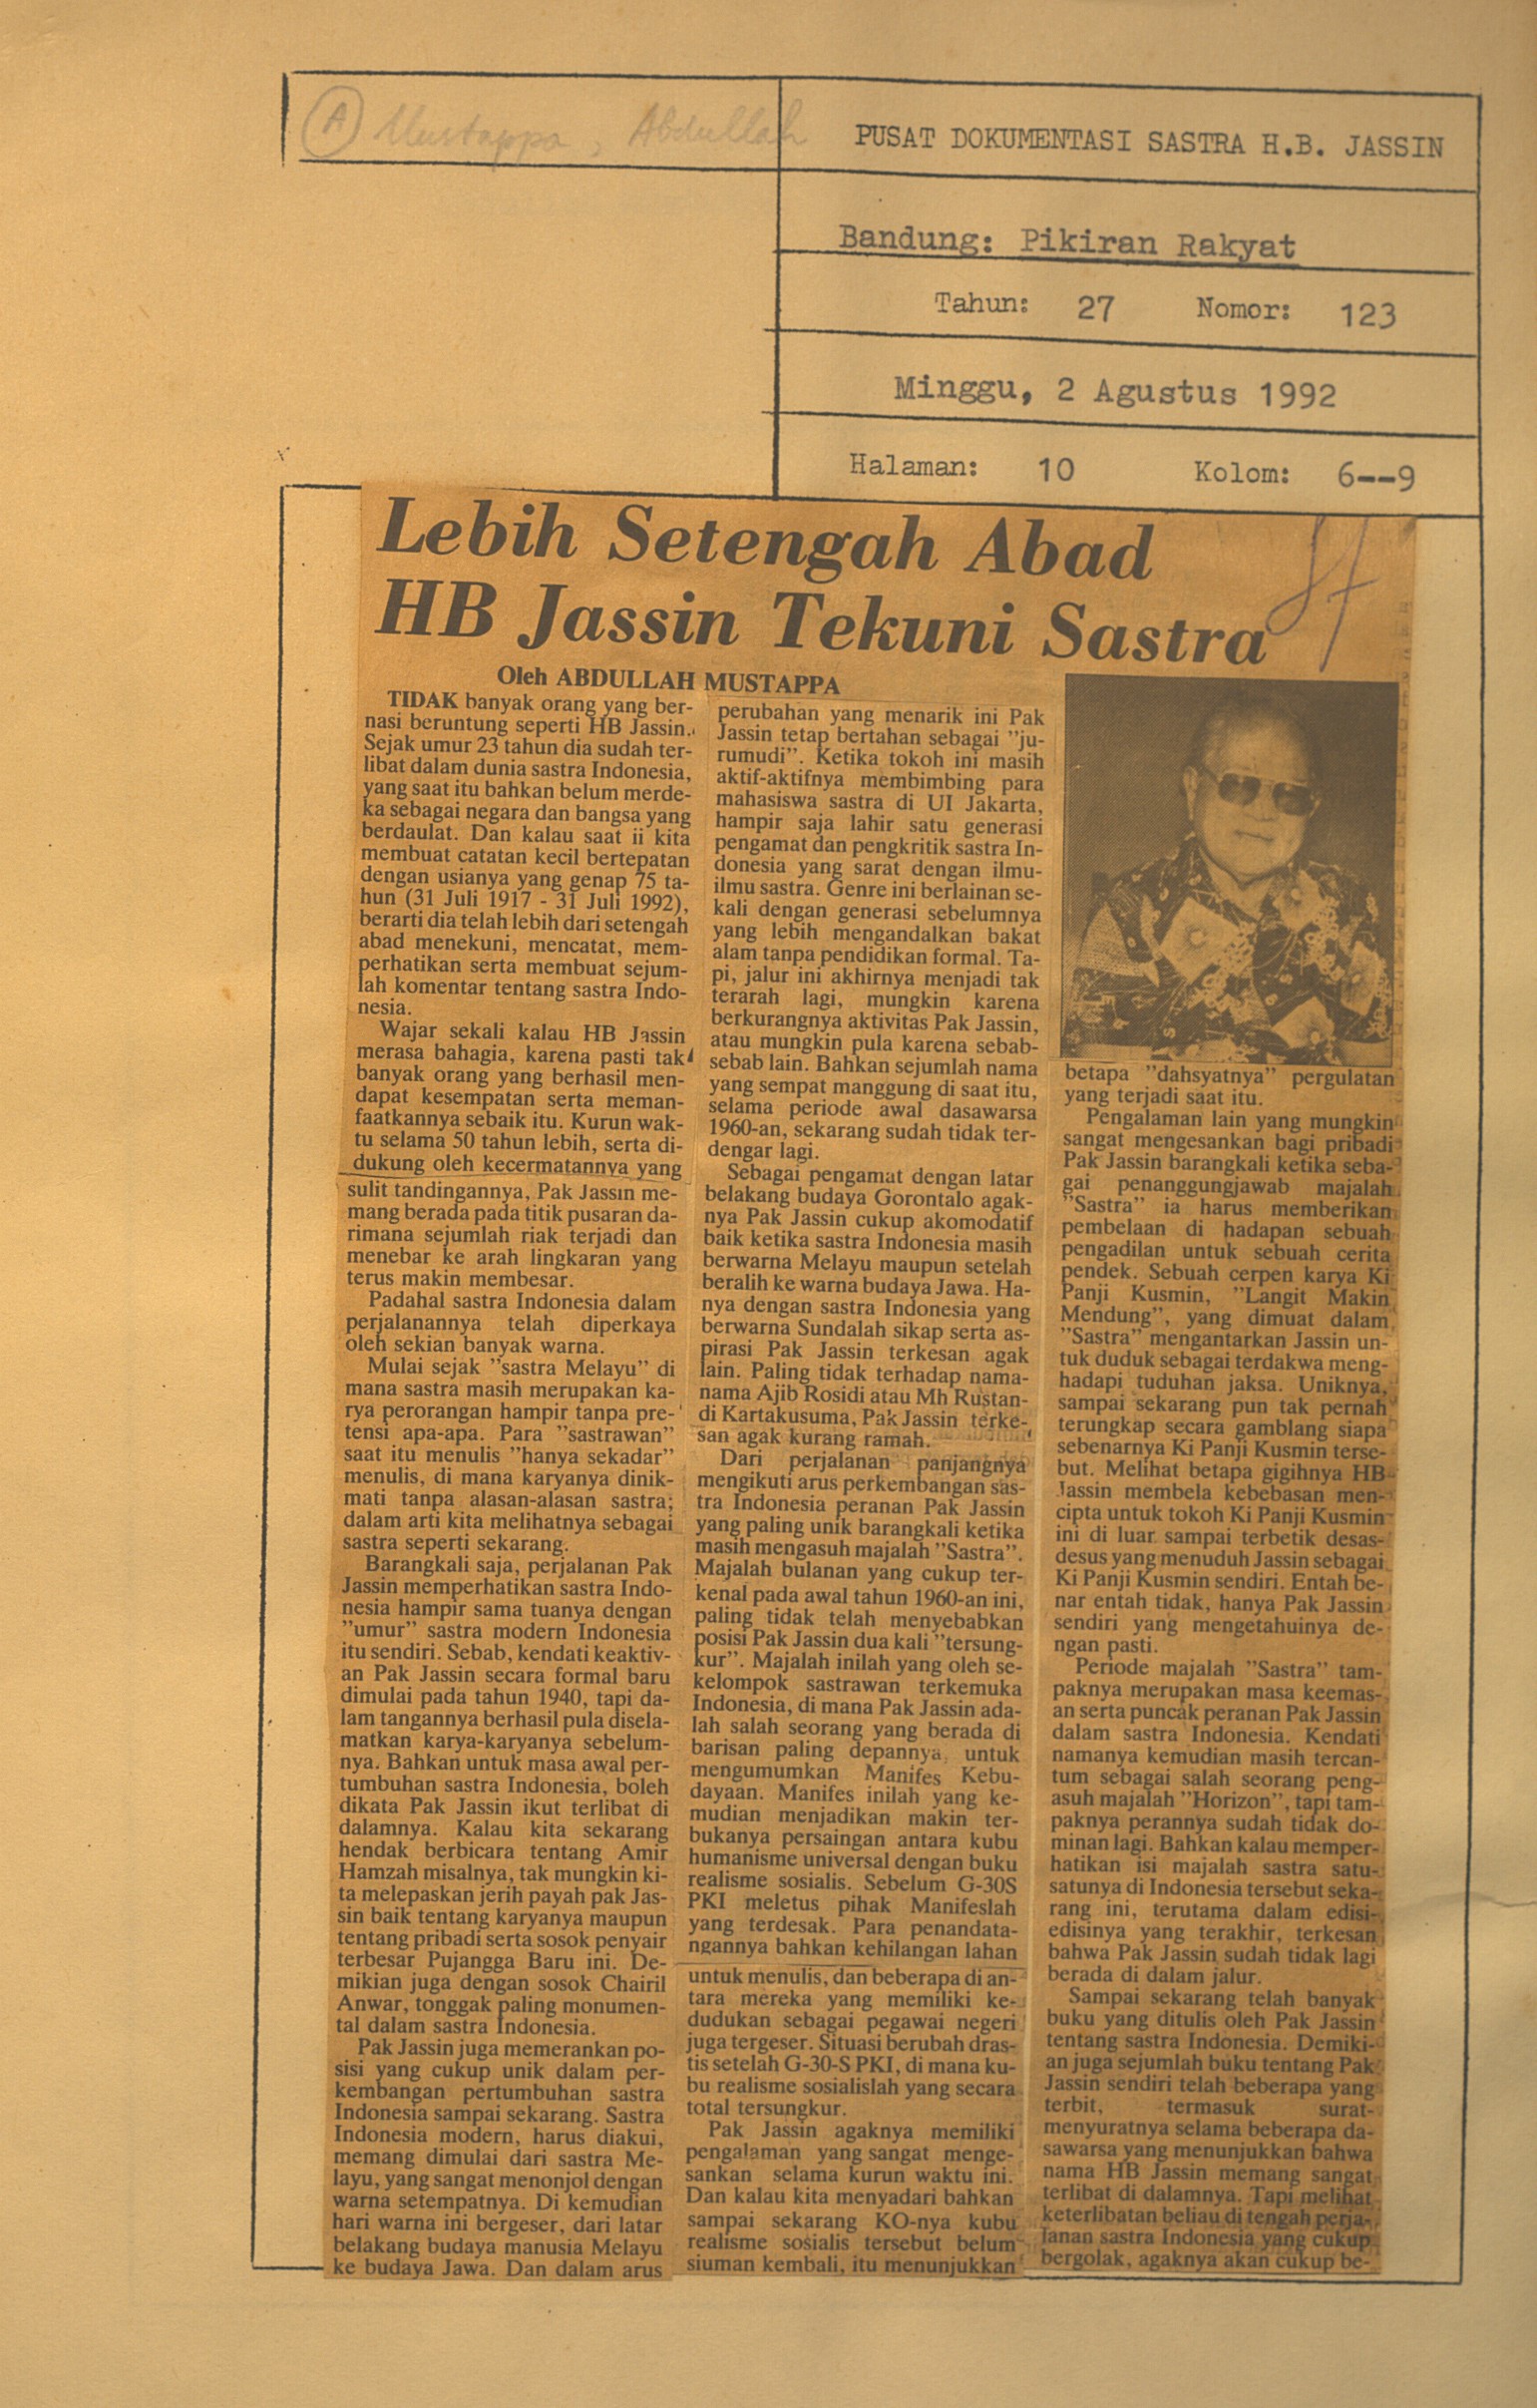 A Mustappa, Abdullah
PUSAT DOKUMENTASI SASTRA H.B. JASSIN
Bandung: Pikiran Rakyat
Tahun: 27 Nomor: 123
Minggu, 2 Agustus 1992
Halaman: 10 Kolom: 6--9
Lebih Setengah Abad
HB Jassin Tekuni Sastra
Oleh ABDULLAH MUSTAPPA
TIDAK banyak orang yang ber-
nasi beruntung seperti HB Jassin.
Sejak umur 23 tahun dia sudah ter-
libat dalam dunia sastra Indonesia,
yang saat itu bahkan belum merde-
ka sebagai negara dan bangsa yang
berdaulat. Dan kalau saat ii kita
membuat catatan kecil bertepatan
dengan usianya yang genap 75 ta-
hun (31 Juli 1917 - 31 Juli 1992),
berarti dia telah lebih dari setengah
abad menekuni, mencatat, mem-
perhatikan serta membuat sejum-
lah komentar tentang sastra Indo-
nesia.
Wajar sekali kalau HB Jassin
merasa bahagia, karena pasti tak
banyak orang yang berhasil men-
dapat kesempatan serta meman-
faatkannya sebaik itu. Kurun wak-
tu selama 50 tahun lebih, serta di-
dukung oleh kecermatannya yang
sulit tandingannya, Pak Jassin me-
mang berada pada titik pusaran da-
rimana sejumlah riak terjadi dan
menebar ke arah lingkaran yang
terus makin membesar.
Padahal sastra Indonesia dalam
perjalanannya telah diperkaya
oleh sekian banyak warna.
Mulai sejak "sastra Melayu" di
mana sastra masih merupakan ka-
rya perorangan hampir tanpa pre-
tensi apa-apa. Para "sastrawan"
saat itu menulis "hanya sekadar"
menulis, di mana karyanya dinik-
mati tanpa alasan-alasan sastra;
dalam arti kita melihatnya sebagai
sastra seperti sekarang.
Barangkali saja, perjalanan Pak
Jassin memperhatikan sastra Indo-
nesia hampir sama tuanya dengan
"umur" sastra modern Indonesia
itu sendiri. Sebab, kendati keaktiv-
an Pak Jassin secara formal baru
dimulai pada tahun 1940, tapi da-
lam tangannya berhasil pula disela-
matkan karya-karyanya sebelum-
nya. Bahkan untuk masa awal per-
tumbuhan sastra Indonesia, boleh
dikata Pak Jassin ikut terlibat di
dalamnya. Kalau kita sekarang
hendak berbicara tentang Amir
Hamzah misalnya, tak mungkin ki-
ta melepaskan jerih payah pak Jas-
sin baik tentang karyanya maupun
tentang pribadi serta sosok penyair
terbesar Pujangga Baru ini. De-
mikian juga dengan sosok Chairil
Anwar, tonggak paling monumen-
tal dalam sastra Indonesia.
Pak Jassin juga memerankan po-
sisi yang cukup unik dalam per-
kembangan pertumbuhan sastra
Indonesia sampai sekarang. Sastra
Indonesia modern, harus diakui,
memang dimulai dari sastra Me-
layu, yang sangat menonjol dengan
warna setempatnya. Di kemudian
hari warna ini bergeser, dari latar
belakang budaya manusia Melayu
ke budaya Jawa. Dan dalam arus
perubahan yang menarik ini Pak
Jassin tetap bertahan sebagai "ju-
rumudi". Ketika tokoh ini masih
aktif-aktifnya membimbing para
mahasiswa sastra di UI Jakarta,
hampir saja lahir satu generasi
pengamat dan pengkritik sastra In-
donesia yang sarat dengan ilmu-
ilmu sastra. Genre ini berlainan se-
kali dengan generasi sebelumnya
yang lebih mengandalkan bakat
alam tanpa pendidikan formal. Ta-
pi, jalur ini akhirnya menjadi tak
terarah lagi, mungkin karena
berkurangnya aktivitas Pak Jassin,
atau mungkin pula karena sebab-
sebab lain. Bahkan sejumlah nama
yang sempat manggung di saat itu,
selama periode awal dasawarsa
1960-an, sekarang sudah tidak ter-
dengar lagi.
Sebagai pengamat dengan latar
belakang budaya Gorontalo agak-
nya Pak Jassin cukup akomodatif
baik ketika sastra Indonesia masih
berwarna Melayu maupun setelah
beralih ke warna budaya Jawa. Ha-
nya dengan sastra Indonesia yang
berwarna Sundalah sikap serta as-
pirasi Pak Jassin terkesan agak
lain. Paling tidak terhadap nama-
nama Ajib Rosidi atau Mh Rustan-
di Kartakusuma, Pak Jassin terke-
san agak kurang ramah.
Dari perjalanan panjangnya
mengikuti arus perkembangan sas-
tra Indonesia peranan Pak Jassin
yang paling unik barangkali ketika
masih mengasuh majalah "Sastra".
Majalah bulanan yang cukup ter-
kenal pada awal tahun 1960-an ini,
paling tidak telah menyebabkan
posisi Pak Jassin dua kali "tersung-
kur". Majalah inilah yang oleh se-
kelompok sastrawan terkemuka
Indonesia, di mana Pak Jassin ada-
lah salah seorang yang berada di
barisan paling depannya, untuk
mengumumkan Manifes Kebu-
dayaan. Manifes inilah yang ke-
mudian menjadikan makin ter-
bukanya persaingan antara kubu
humanisme universal dengan buku
realisme sosialis. Sebelum G-30S
PKI meletus pihak Manifeslah
yang terdesak. Para penandata-
ngannya bahkan kehilangan lahan
untuk menulis, dan beberapa di an-
tara mereka yang memiliki ke-
dudukan sebagai pegawai negeri
juga tergeser. Situasi berubah dras-
tis setelah G-30-S PKI, di mana ku-
bu realisme sosialislah yang secara
total tersungkur.
Pak Jassin agaknya memiliki
pengalaman yang sangat menge-
sankan selama kurun waktu ini.
Dan kalau kita menyadari bahkan
sampai sekarang KO-nya kubu
realisme sosialis tersebut belum
siuman kembali, itu menunjukkan
betapa "dahsyatnya" pergulatan
yang terjadi saat itu.
Pengalaman lain yang mungkin
sangat mengesankan bagi pribadi
Pak Jassin barangkali ketika seba-
gai penanggungjawab majalah
"Sastra" ia harus memberikan
pembelaan di hadapan sebuah
pengadilan untuk sebuah cerita
pendek. Sebuah cerpen karya Ki
Panji Kusmin, "Langit Makin
Mendung", yang dimuat dalam
"Sastra" mengantarkan Jassin un-
tuk duduk sebagai terdakwa meng-
hadapi tuduhan jaksa. Uniknya,
sampai sekarang pun tak pernah
terungkap secara gamblang siapa
sebenarnya Ki Panji Kusmin terse-
but. Melihat betapa gigihnya HB
Jassin membela kebebasan men-
cipta untuk tokoh Ki Panji Kusmin
ini di luar sampai terbetik desas-
desus yang menuduh Jassin sebagai
Ki Panji Kusmin sendiri. Entah be-
nar entah tidak, hanya Pak Jassin
sendiri yang mengetahuinya de-
ngan pasti.
Periode majalah "Sastra" tam-
paknya merupakan masa keemas-
an serta puncak peranan Pak Jassin
dalam sastra Indonesia. Kendati
namanya kemudian masih tercan-
tum sebagai salah seorang peng-
asuh majalah "Horizon", tapi tam-
paknya perannya sudah tidak do-
minan lagi. Bahkan kalau memper-
hatikan isi majalah sastra satu-
satunya di Indonesia tersebut seka-
rang ini, terutama dalam edisi-
edisinya yang terakhir, terkesan
bahwa Pak Jassin sudah tidak lagi
berada di dalam jalur.
Sampai sekarang telah banyak
buku yang ditulis oleh Pak Jassin
tentang sastra Indonesia. Demiki-
an juga sejumlah buku tentang Pak
Jassin sendiri telah beberapa yang
terbit, termasuk surat-
menyuratnya selama beberapa da-
sawarsa yang menunjukkan bahwa
nama HB Jassin memang sangat
terlibat di dalamnya. Tapi melihat
keterlibatan beliau di tengah perja-
lanan sastra Indonesia yang cukup
bergolak, agaknya akan cukup be-